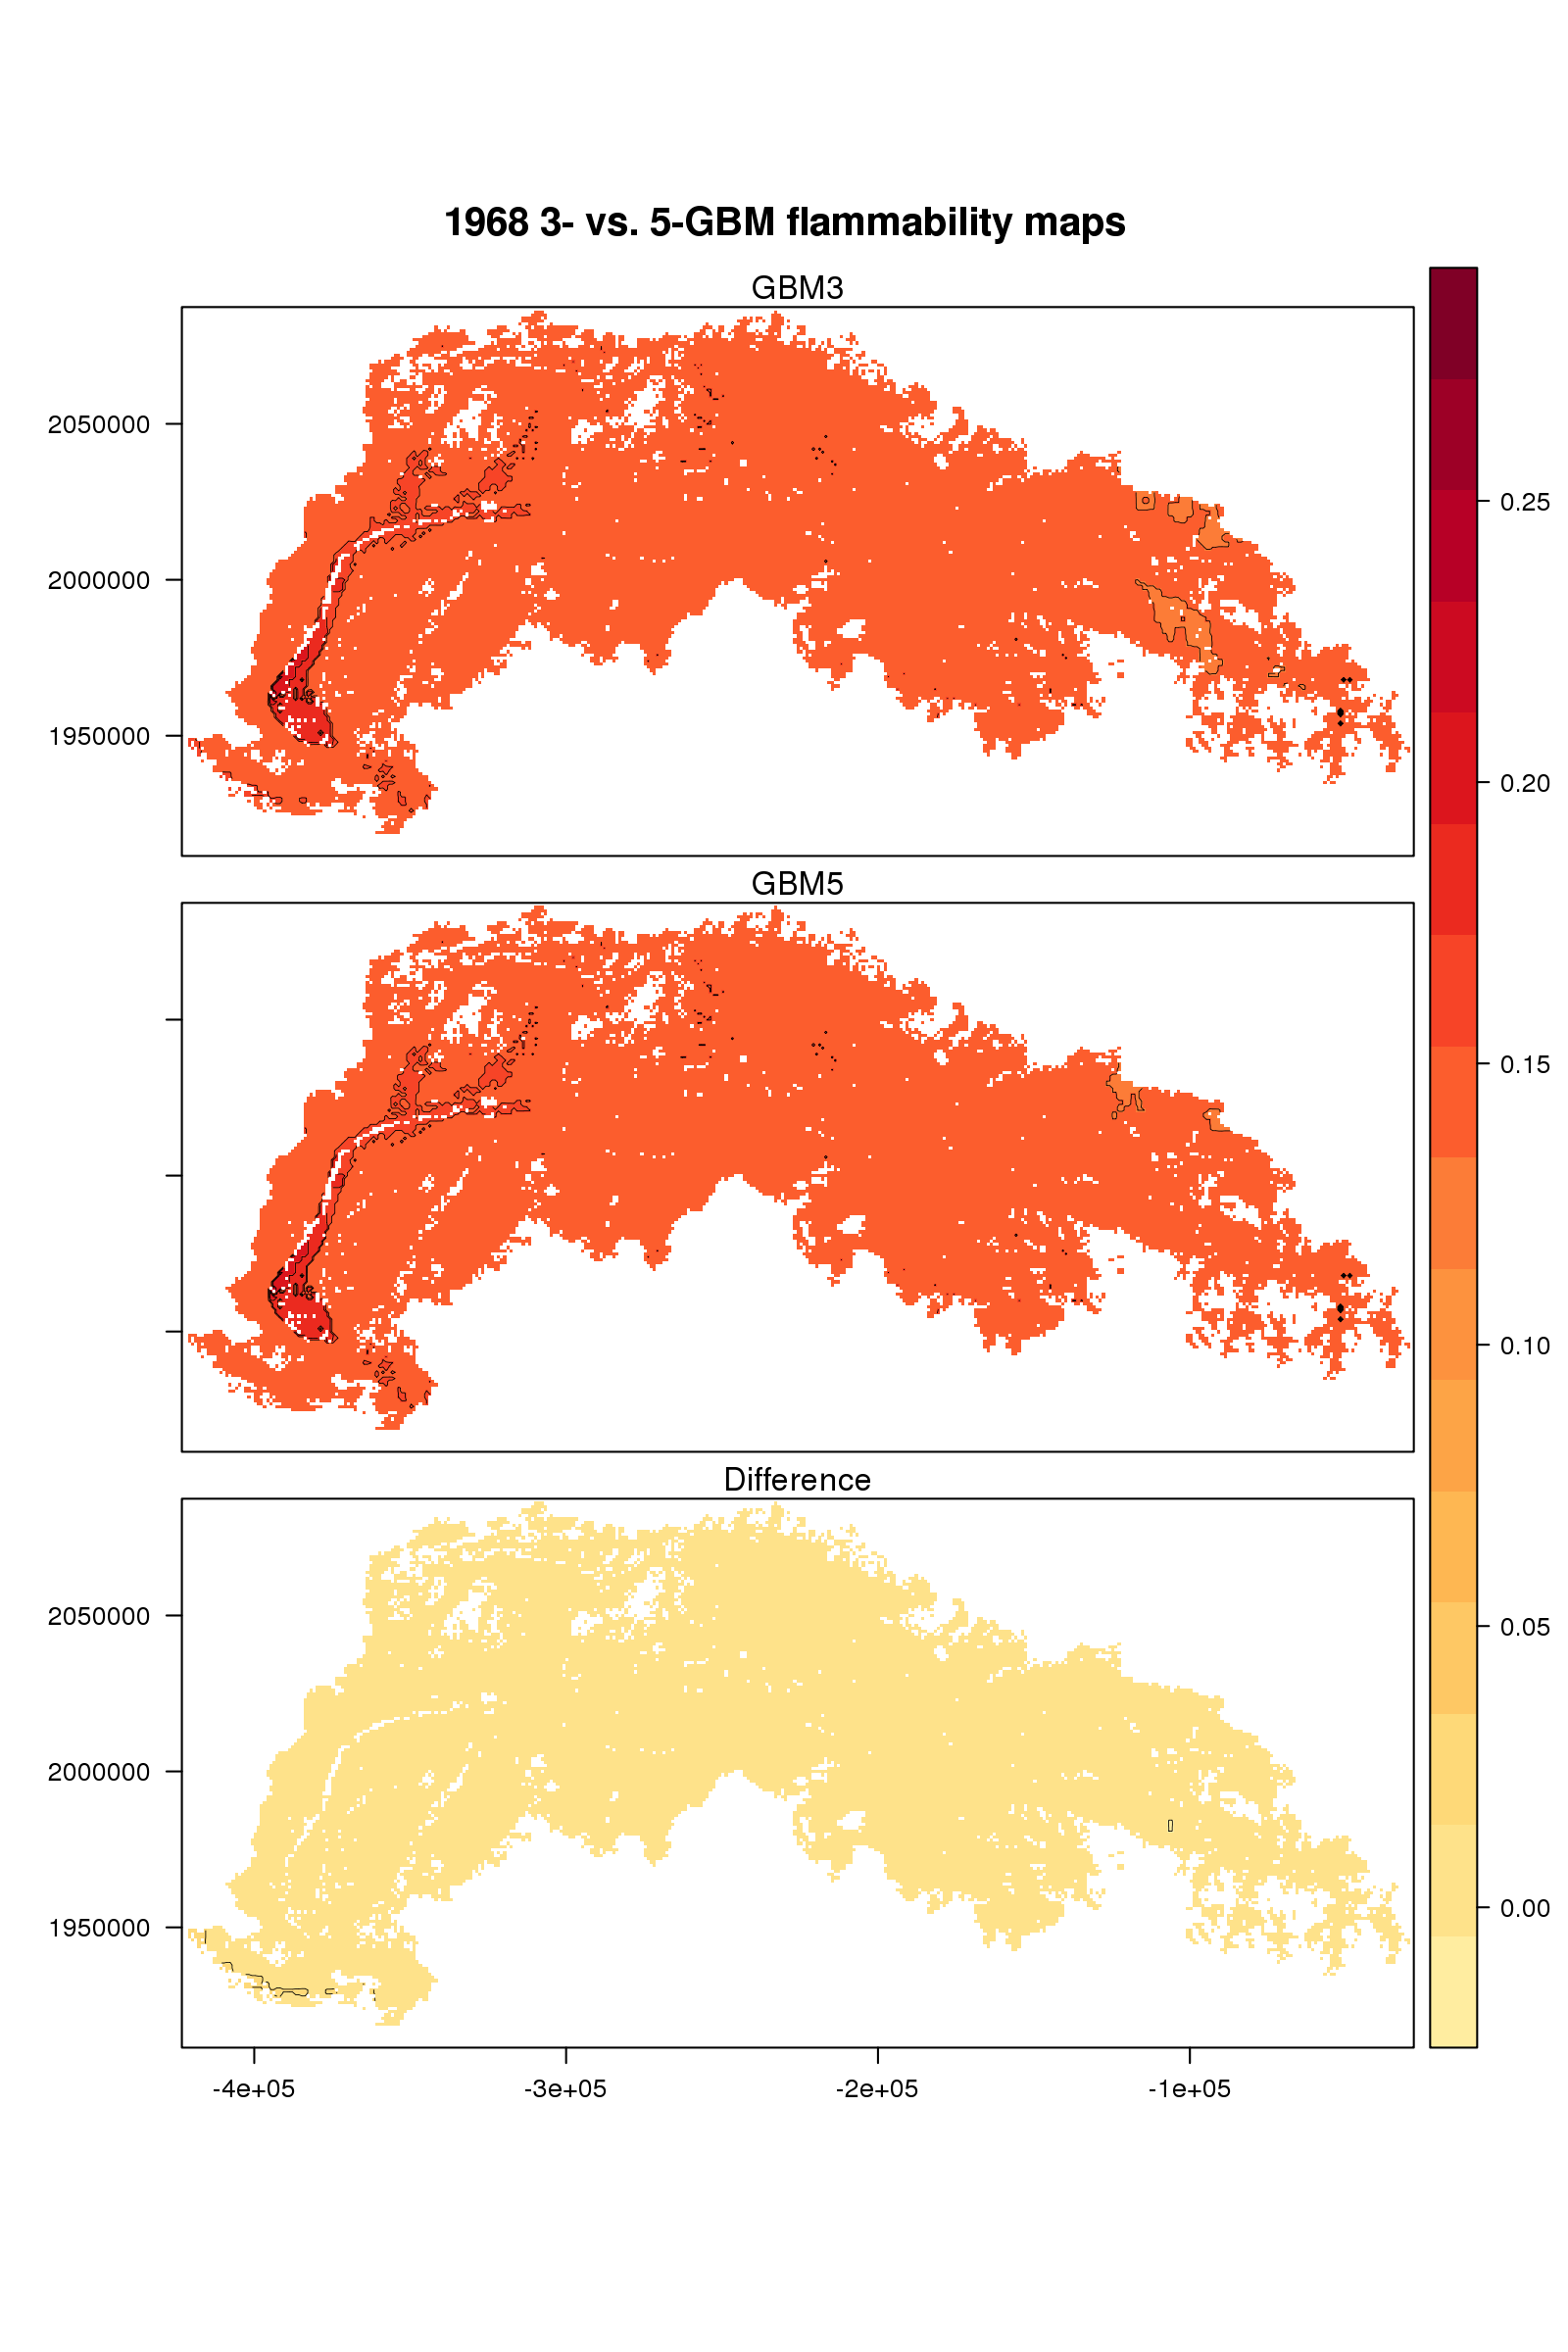 1968 3- vs. 5-GBM flammability maps
GBM3
2050000
2000000
1950000
GBM5
Difference
2050000
2000000
1950000
-4e+05 -3e+05 -2e+05 -1e+05
0.25
0.20
0.15
0.10
0.05
0.00